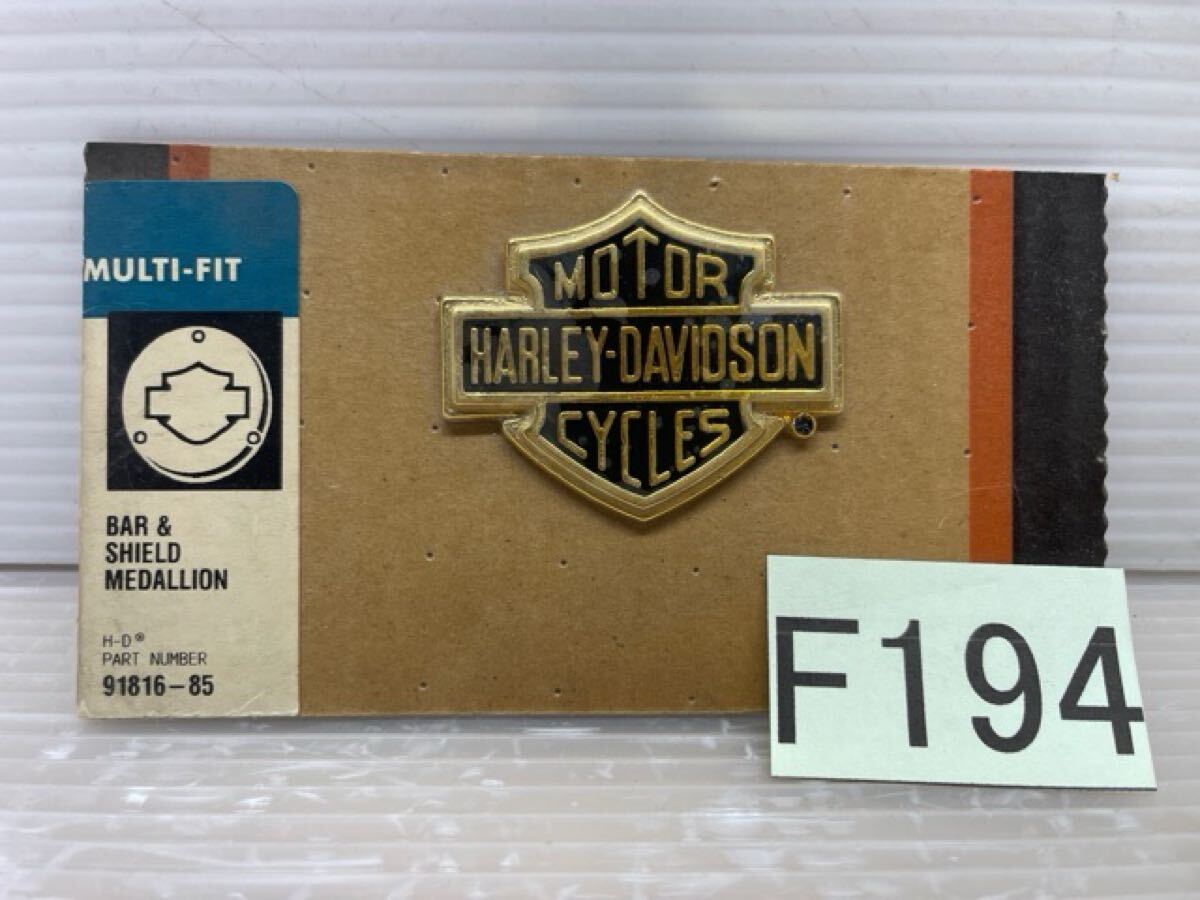 MULTI-FIT
BAR &
SHIELD
MEDALLION
H-D®
PART NUMBER
91816-85
MOTOR
HARLEY-DAVIDSON
CYCLES
F194